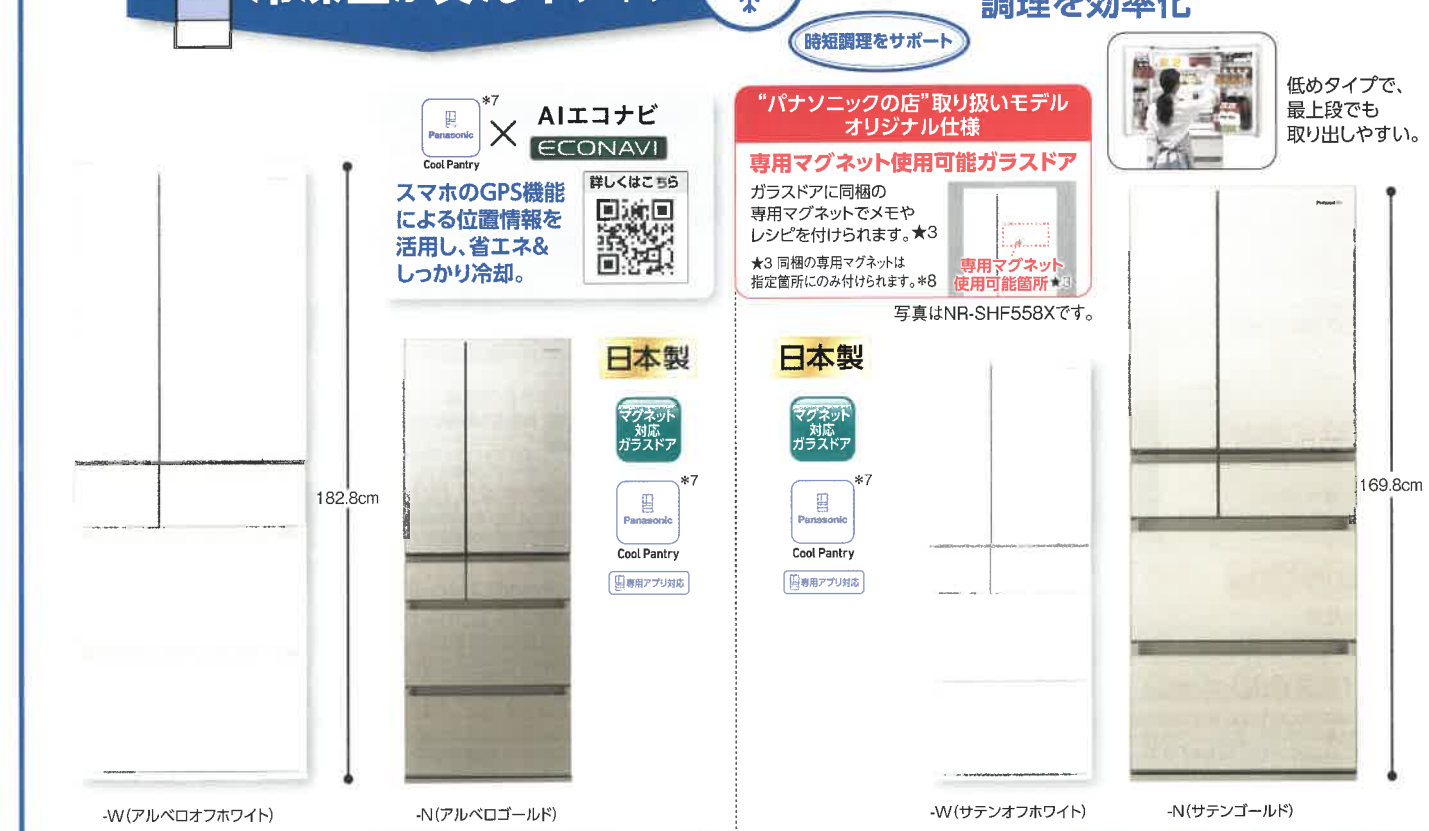 調理を効率化
時短調理をサポート
*7
Panasonic
Cool Pantry
×
AIエコナビ
ECONAVI
スマホのGPS機能
による位置情報を
活用し、省エネ&
しっかり冷却。
詳しくはこちら
"パナソニックの店"取り扱いモデル
オリジナル仕様
専用マグネット使用可能ガラスドア
ガラスドアに同梱の
専用マグネットでメモや
レシピを付けられます。★3
★3 同梱の専用マグネットは
指定箇所にのみ付けられます。*8
専用マグネット
使用可能箇所★3
写真はNR-SHF558Xです。
低めタイプで、
最上段でも
取り出しやすい。
182.8cm
日本製
マグネット
対応
ガラスドア
*7
Panasonic
Cool Pantry
専用アプリ対応
日本製
マグネット
対応
ガラスドア
*7
Panasonic
Cool Pantry
専用アプリ対応
Panasonic
169.8cm
-W(アルベロオフホワイト)
-N(アルベロゴールド)
-W(サテンオフホワイト)
-N(サテンゴールド)